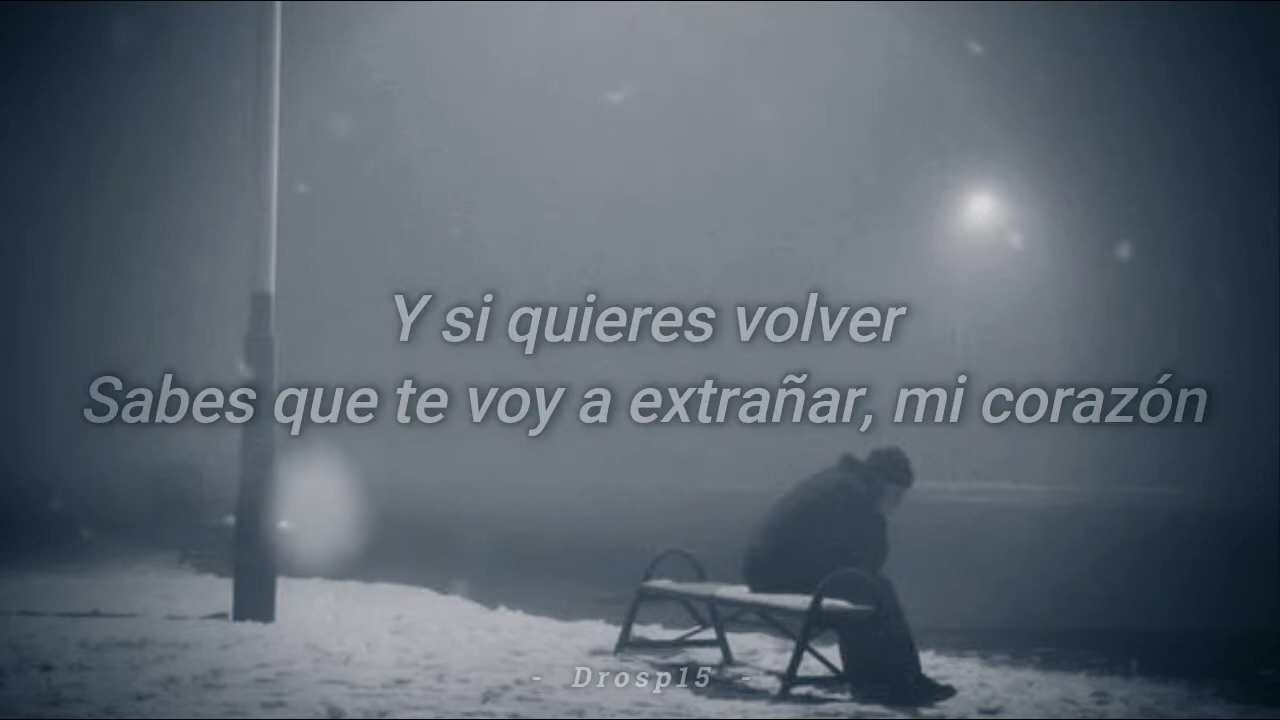 Y si quieres volver
Sabes que te voy a extrañar, mi corazón
- Drosp15 -